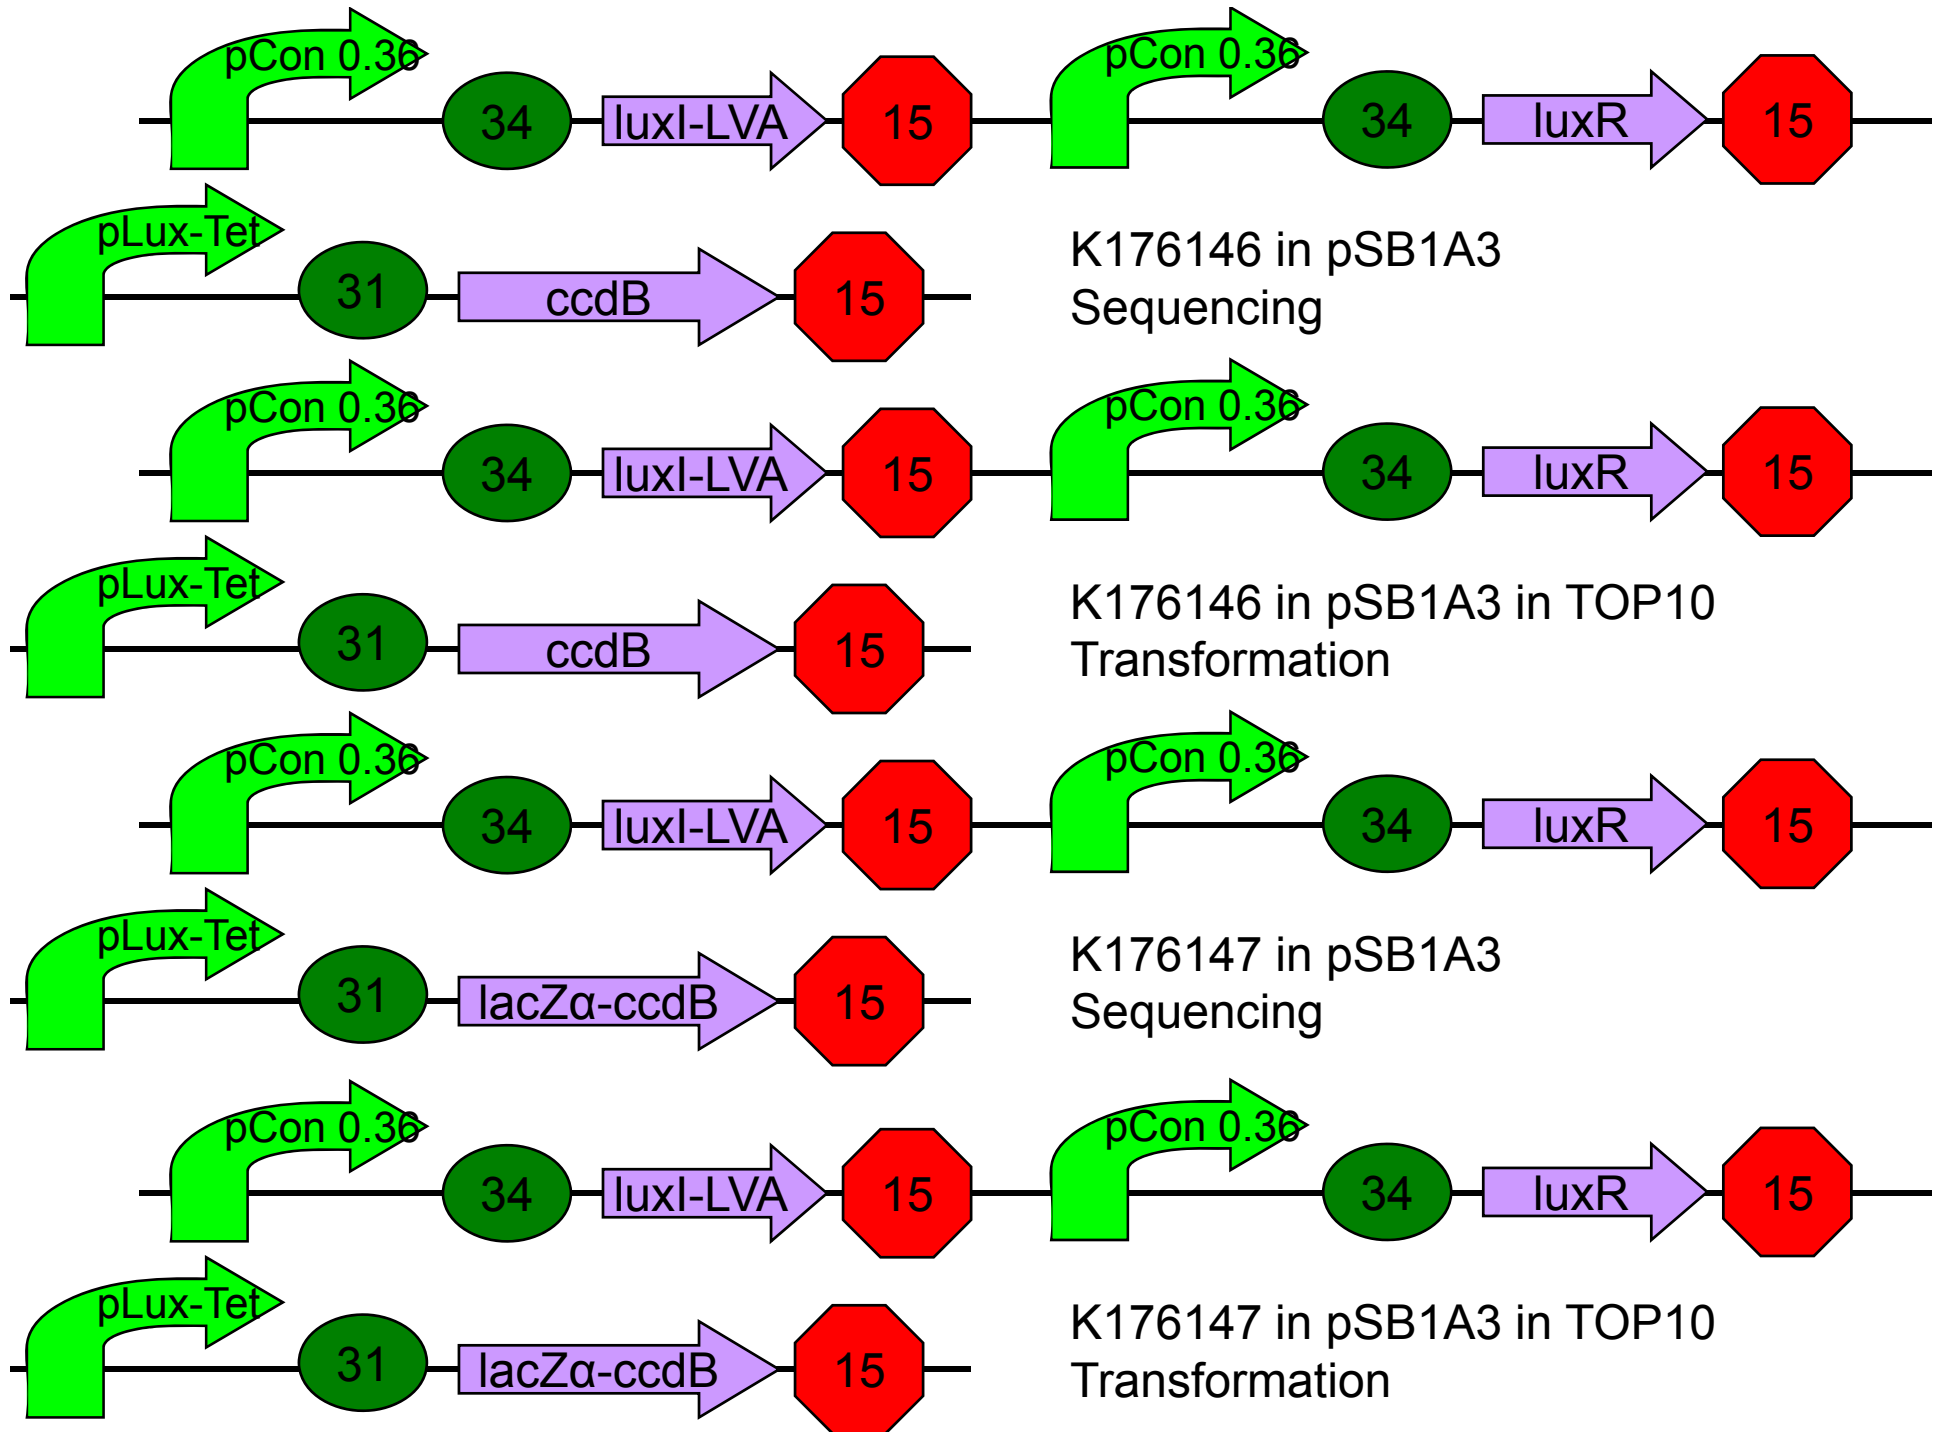 pCon 0.36 34 luxI-LVA 15 pCon 0.36 34 luxR 15
pLux-Tet 31 ccdB 15
K176146 in pSB1A3
Sequencing
pCon 0.36 34 luxI-LVA 15 pCon 0.36 34 luxR 15
pLux-Tet 31 ccdB 15
K176146 in pSB1A3 in TOP10
Transformation
pCon 0.36 34 luxI-LVA 15 pCon 0.36 34 luxR 15
pLux-Tet 31 lacZα-ccdB 15
K176147 in pSB1A3
Sequencing
pCon 0.36 34 luxI-LVA 15 pCon 0.36 34 luxR 15
pLux-Tet 31 lacZα-ccdB 15
K176147 in pSB1A3 in TOP10
Transformation